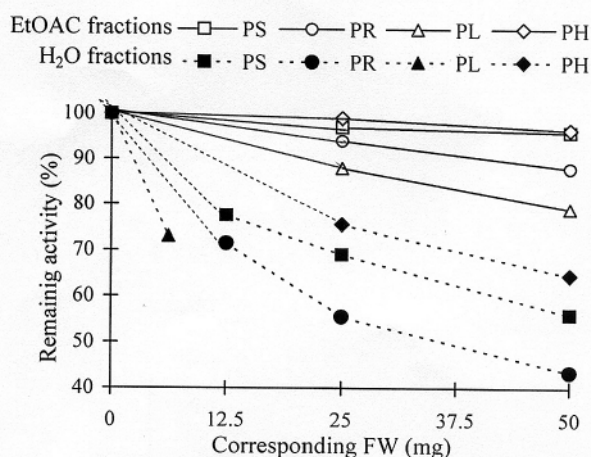 EtOAC fractions PS PR PL PH
H₂O fractions PS PR PL PH
Remainig activity (%)
100
90
80
70
60
50
40
0 12.5 25 37.5 50
Corresponding FW (mg)